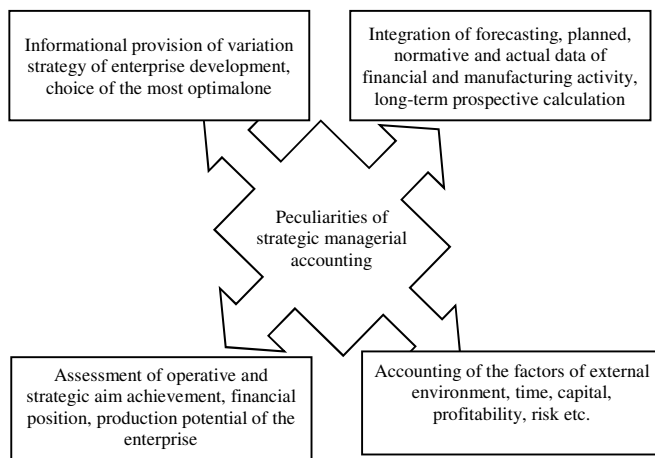 Informational provision of variation
strategy of enterprise development,
choice of the most optimalone
Integration of forecasting, planned,
normative and actual data of
financial and manufacturing activity,
long-term prospective calculation
Peculiarities of
strategic managerial
accounting
Assessment of operative and
strategic aim achievement, financial
position, production potential of the
enterprise
Accounting of the factors of external
environment, time, capital,
profitability, risk etc.